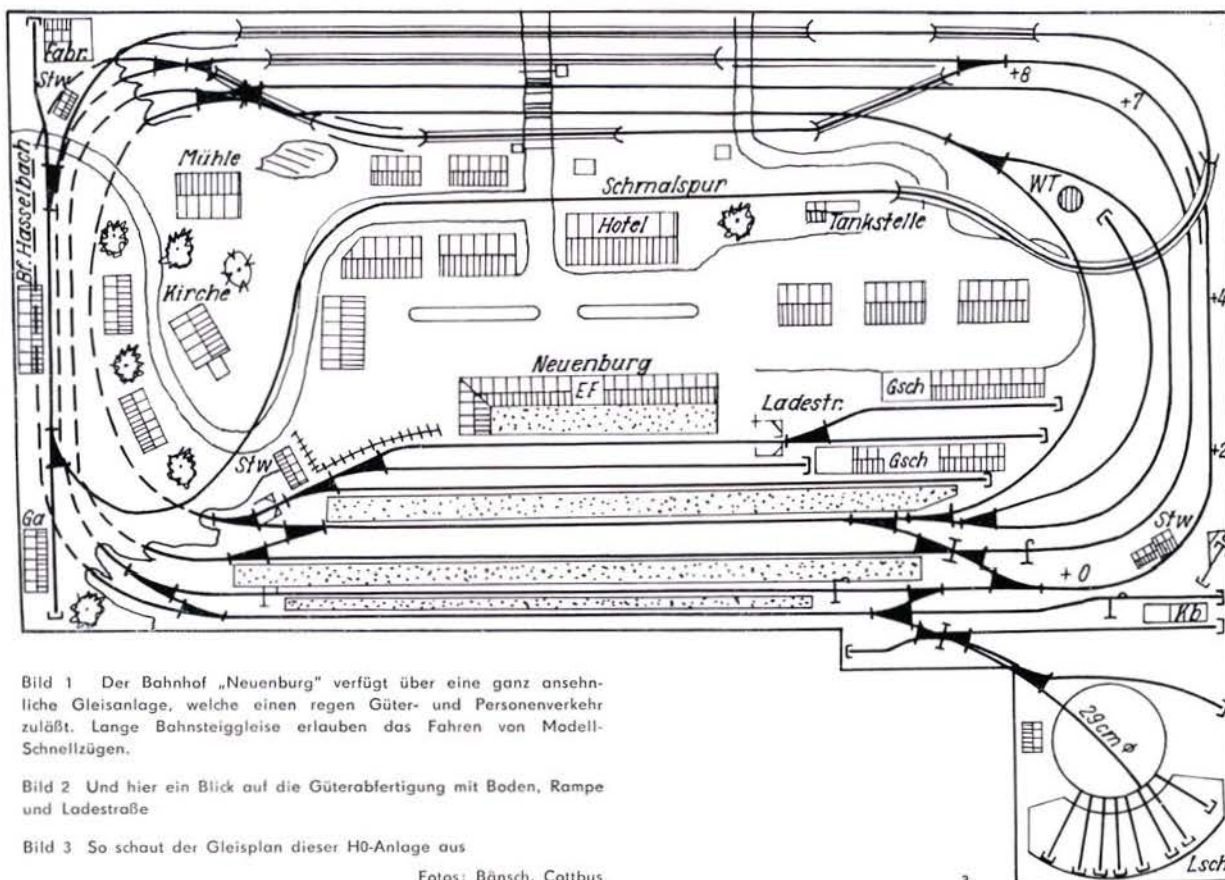 Fabr.
Stw
Bf. Hasselbach
Mühle
Kirche
Schmalspur
Hotel
Tankstelle
WT
+8
+7
+4
+2
+0
Neuenburg
EF
Ladestr.
Gsch
Gsch
Stw
Stw
Ga
Kb
29cm ⌀
Lsch
Bild 1 Der Bahnhof „Neuenburg" verfügt über eine ganz ansehn-
liche Gleisanlage, welche einen regen Güter- und Personenverkehr
zuläßt. Lange Bahnsteiggleise erlauben das Fahren von Modell-
Schnellzügen.
Bild 2 Und hier ein Blick auf die Güterabfertigung mit Boden, Rampe
und Ladestraße
Bild 3 So schaut der Gleisplan dieser H0-Anlage aus
Fotos: Bänsch, Cottbus